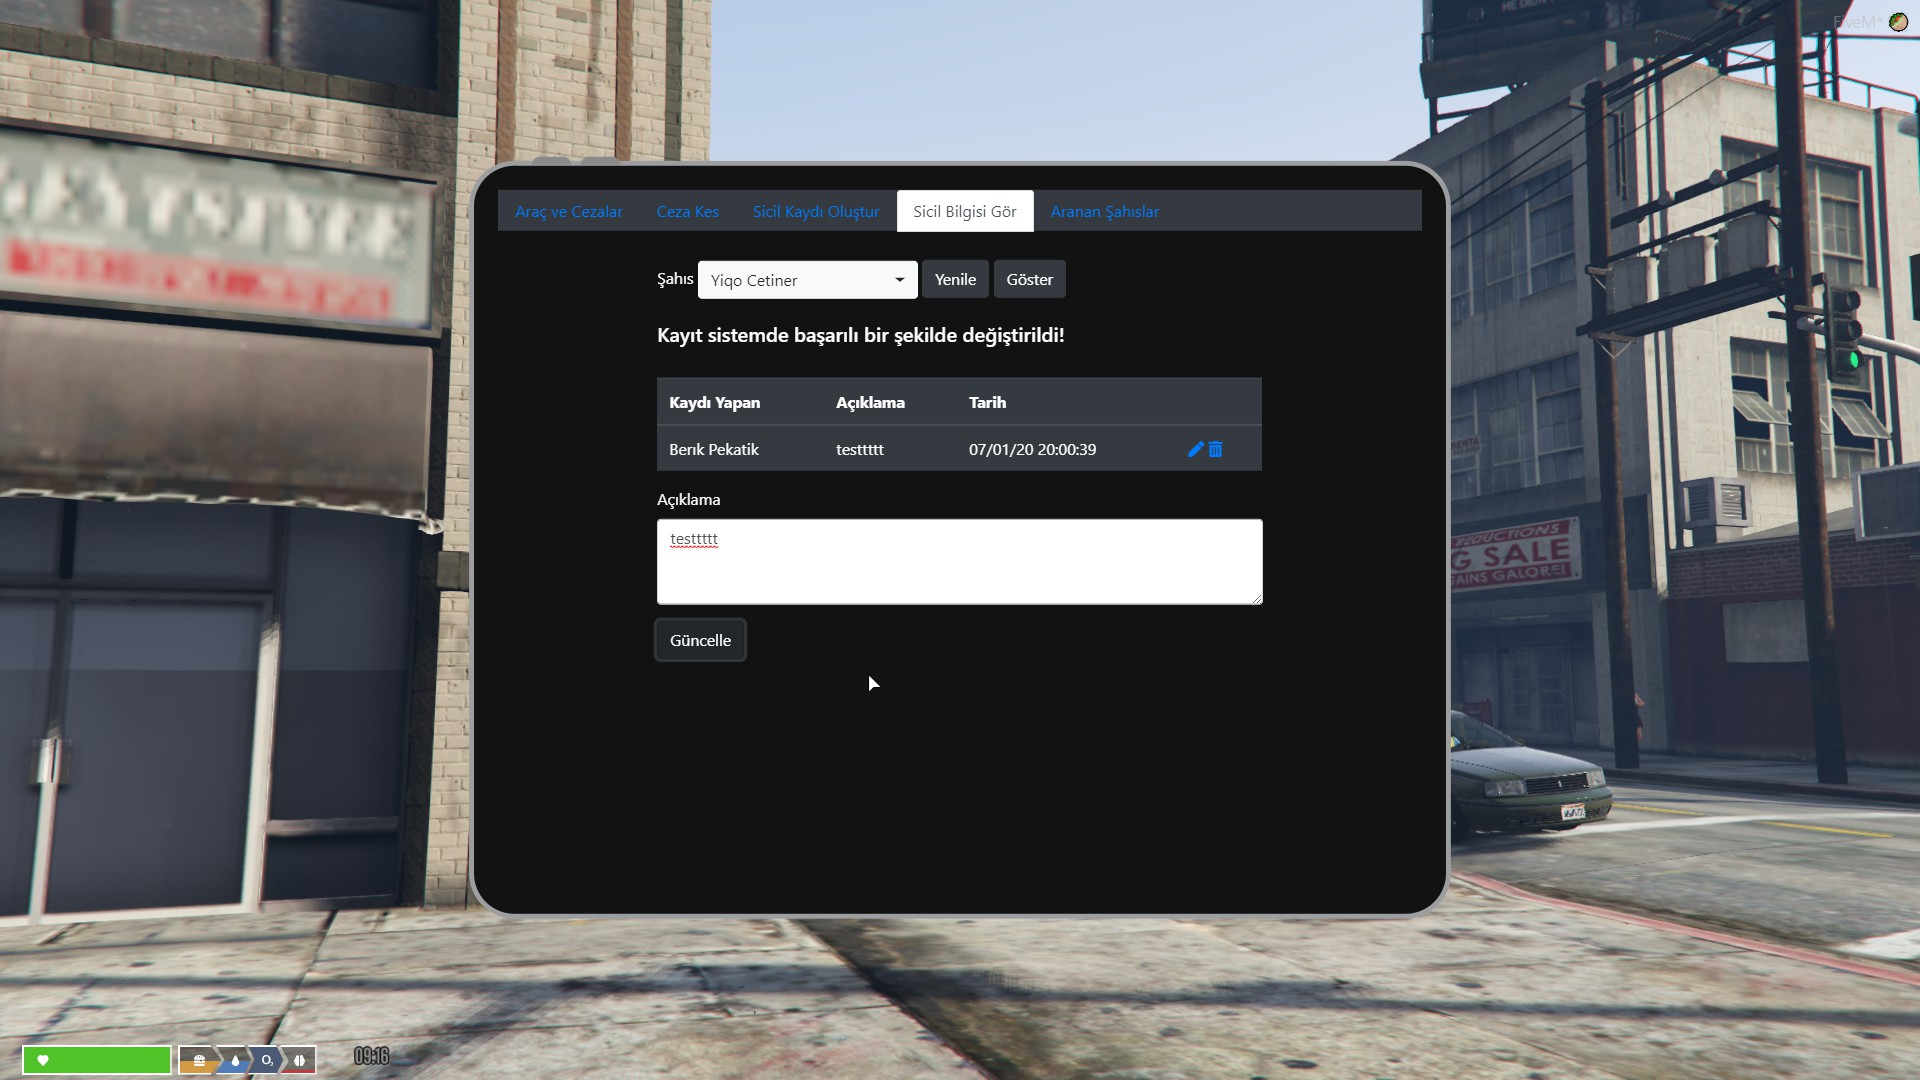 FiveM*
Araç ve Cezalar Ceza Kes Sicil Kaydı Oluştur Sicil Bilgisi Gör Aranan Şahıslar
Şahıs Yiqo Cetiner Yenile Göster
Kayıt sistemde başarılı bir şekilde değiştirildi!
Kaydı Yapan Açıklama Tarih
Berık Pekatik testtttt 07/01/20 20:00:39
Açıklama
testtttt
Güncelle
REDUCTIONS
G SALE
AINS GALORE!
O₂
09:16